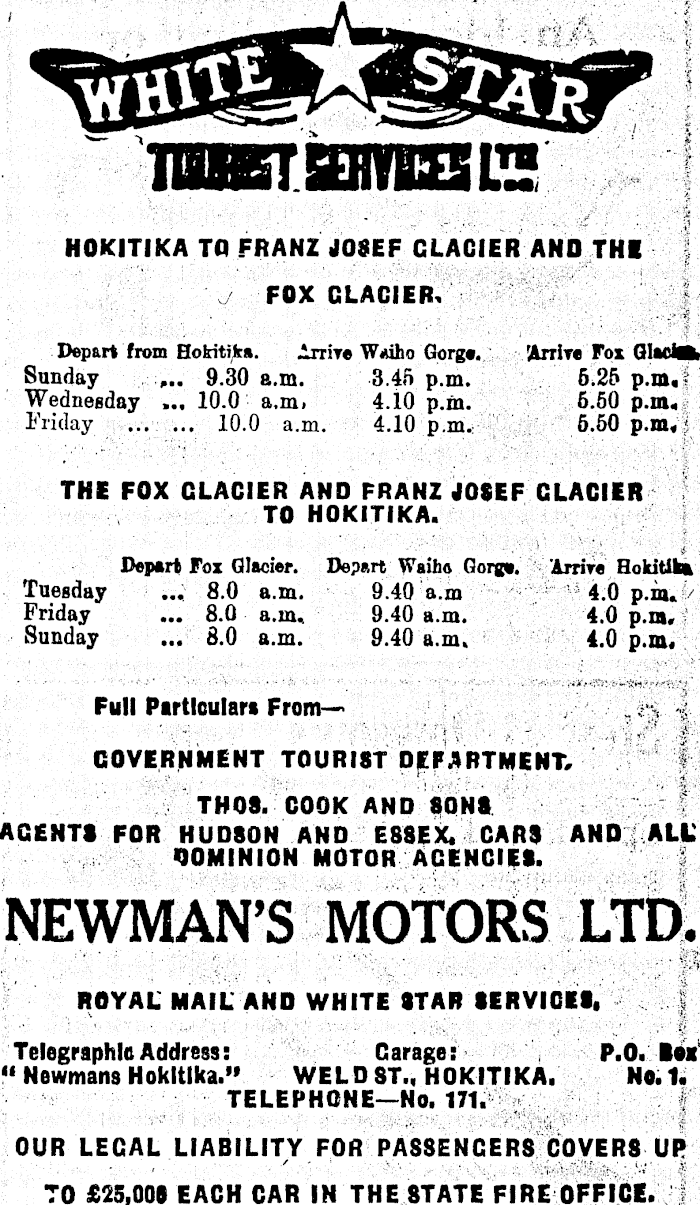 WHITE STAR
TOURIST SERVICES LTD.
HOKITIKA TO FRANZ JOSEF GLACIER AND THE
FOX GLACIER.
Depart from Hokitika. Arrive Waiho Gorge. Arrive Fox Glacier.
Sunday ... 9.30 a.m. 3.45 p.m. 5.25 p.m.
Wednesday ... 10.0 a.m. 4.10 p.m. 5.50 p.m.
Friday ... ... 10.0 a.m. 4.10 p.m. 5.50 p.m.
THE FOX GLACIER AND FRANZ JOSEF GLACIER
TO HOKITIKA.
Depart Fox Glacier. Depart Waiho Gorge. Arrive Hokitika
Tuesday ... 8.0 a.m. 9.40 a.m 4.0 p.m.
Friday ... 8.0 a.m. 9.40 a.m. 4.0 p.m.
Sunday ... 8.0 a.m. 9.40 a.m. 4.0 p.m.
Full Particulars From—
GOVERNMENT TOURIST DEPARTMENT.
THOS. COOK AND SONS
AGENTS FOR HUDSON AND ESSEX, CARS AND ALL
DOMINION MOTOR AGENCIES.
NEWMAN'S MOTORS LTD.
ROYAL MAIL AND WHITE STAR SERVICES,
Telegraphic Address: Garage: P.O. Box
"Newmans Hokitika." WELD ST., HOKITIKA. No. 1.
TELEPHONE—No. 171.
OUR LEGAL LIABILITY FOR PASSENGERS COVERS UP
TO £25,000 EACH CAR IN THE STATE FIRE OFFICE.